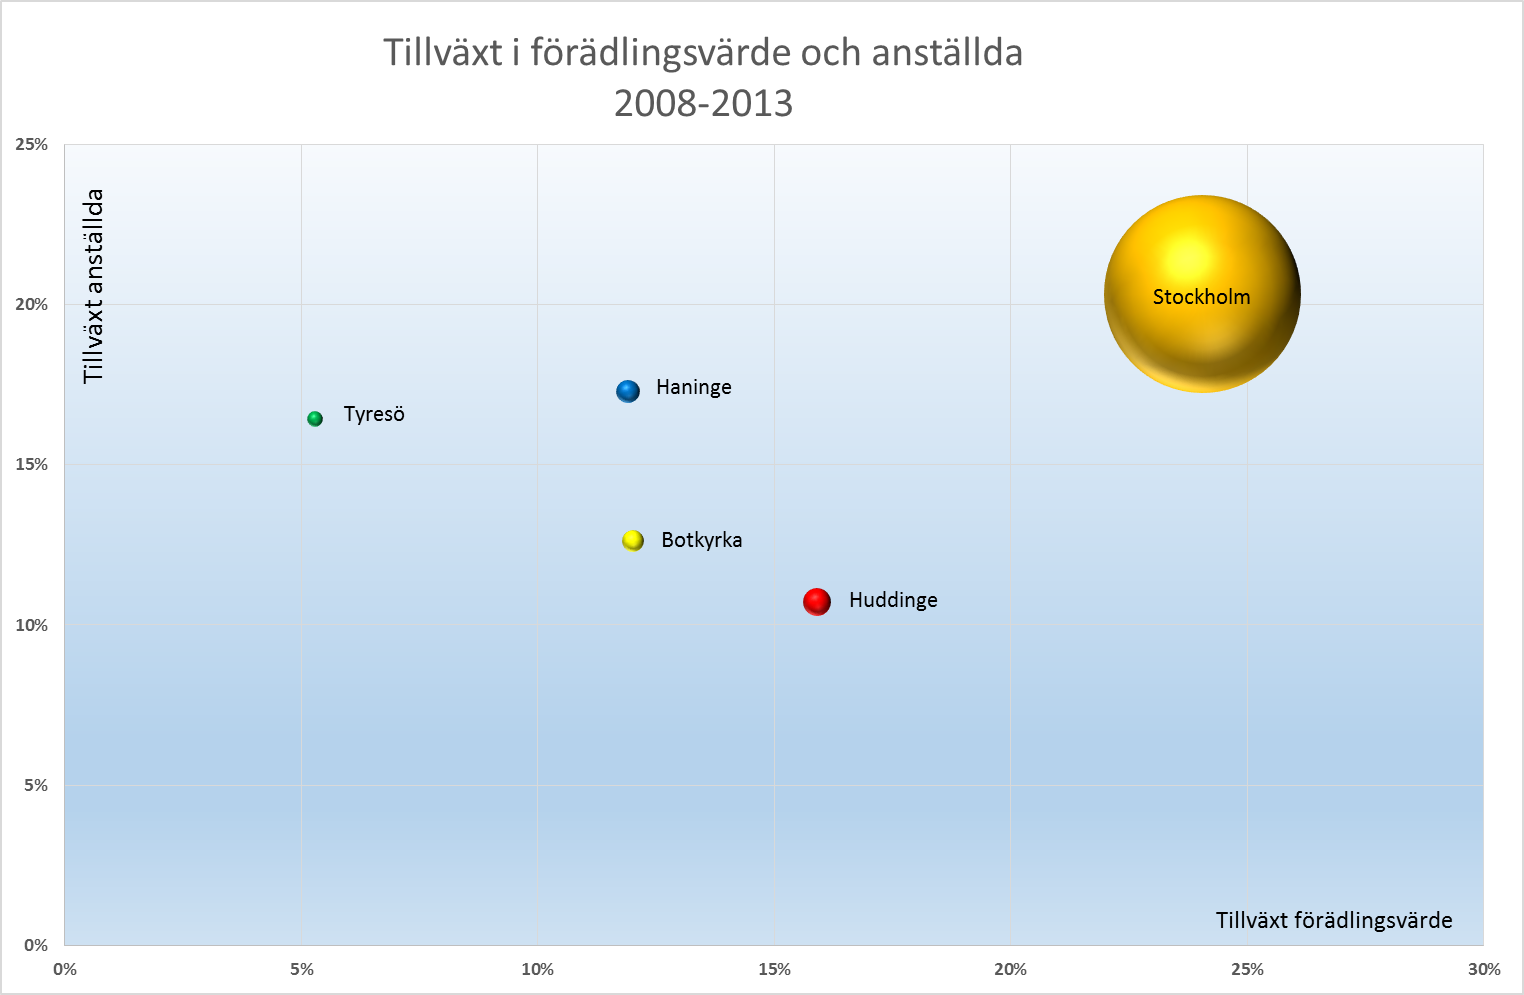 Tillväxt i förädlingsvärde och anställda
2008-2013
25%
Tillväxt anställda
20%
Stockholm
Haninge
Tyresö
15%
Botkyrka
Huddinge
10%
5%
Tillväxt förädlingsvärde
0%
0% 5% 10% 15% 20% 25% 30%